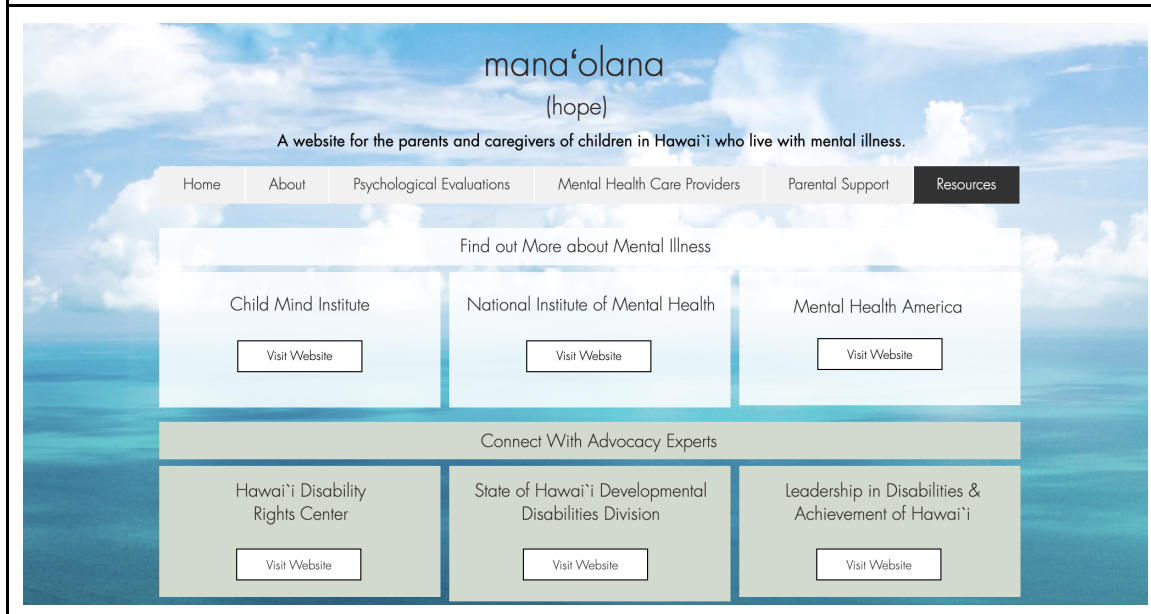 manaʻolana
(hope)
A website for the parents and caregivers of children in Hawai`i who live with mental illness.
Home About Psychological Evaluations Mental Health Care Providers Parental Support Resources
Find out More about Mental Illness
Child Mind Institute
National Institute of Mental Health
Mental Health America
Visit Website
Visit Website
Visit Website
Connect With Advocacy Experts
Hawai`i Disability
Rights Center
State of Hawai`i Developmental
Disabilities Division
Leadership in Disabilities &
Achievement of Hawai`i
Visit Website
Visit Website
Visit Website